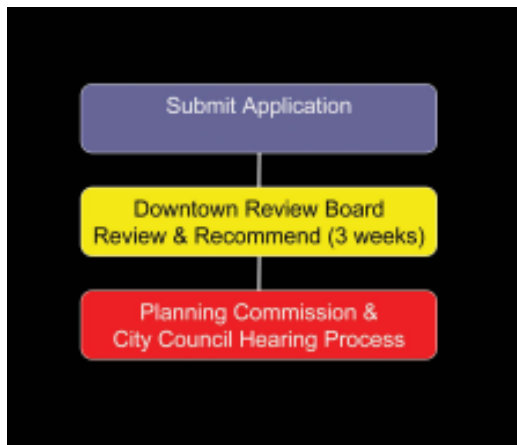 Submit Application
Downtown Review Board
Review & Recommend (3 weeks)
Planning Commission &
City Council Hearing Process